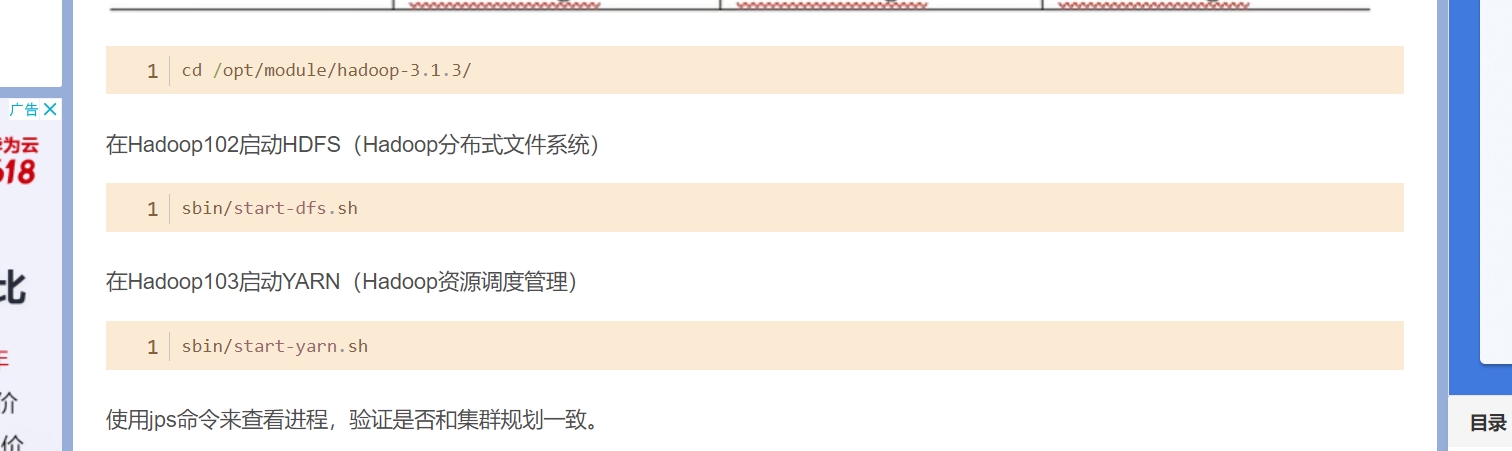 1 cd /opt/module/hadoop-3.1.3/
广告
在Hadoop102启动HDFS（Hadoop分布式文件系统）
为云
618
1 sbin/start-dfs.sh
在Hadoop103启动YARN（Hadoop资源调度管理）
比
1 sbin/start-yarn.sh
价
使用jps命令来查看进程，验证是否和集群规划一致。
目录
价